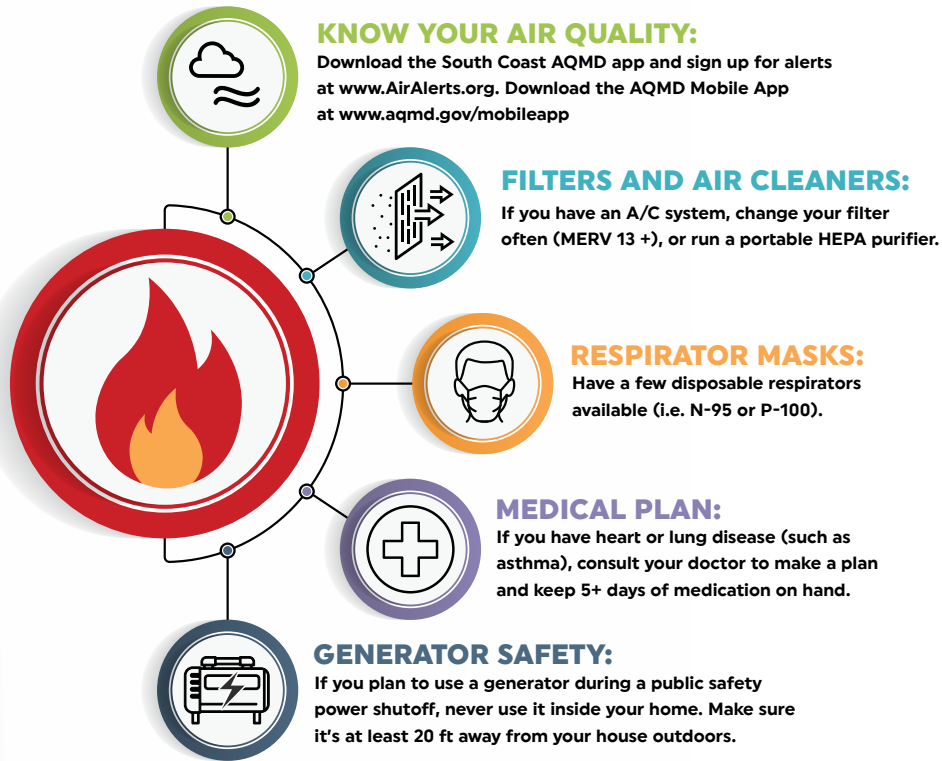 KNOW YOUR AIR QUALITY:
Download the South Coast AQMD app and sign up for alerts
at www.AirAlerts.org. Download the AQMD Mobile App
at www.aqmd.gov/mobileapp
FILTERS AND AIR CLEANERS:
If you have an A/C system, change your filter
often (MERV 13 +), or run a portable HEPA purifier.
RESPIRATOR MASKS:
Have a few disposable respirators
available (i.e. N-95 or P-100).
MEDICAL PLAN:
If you have heart or lung disease (such as
asthma), consult your doctor to make a plan
and keep 5+ days of medication on hand.
GENERATOR SAFETY:
If you plan to use a generator during a public safety
power shutoff, never use it inside your home. Make sure
it's at least 20 ft away from your house outdoors.